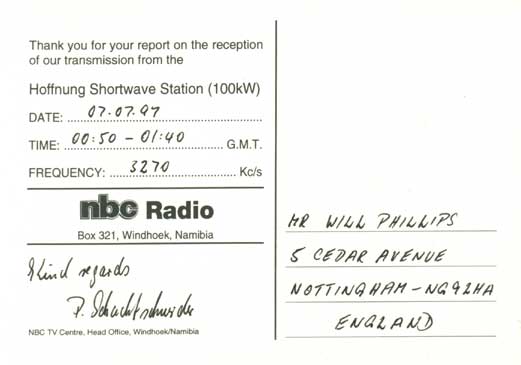 Thank you for your report on the reception
of our transmission from the
Hoffnung Shortwave Station (100kW)
DATE: 07.07.97
TIME: 00:50 - 01:40 G.M.T.
FREQUENCY: 3270 Kc/s
nbc Radio
Box 321, Windhoek, Namibia
Kind regards
P. Schachtschneider
NBC TV Centre, Head Office, Windhoek/Namibia
MR WILL PHILLIPS
5 CEDAR AVENUE
NOTTINGHAM - NG92HA
ENGLAND